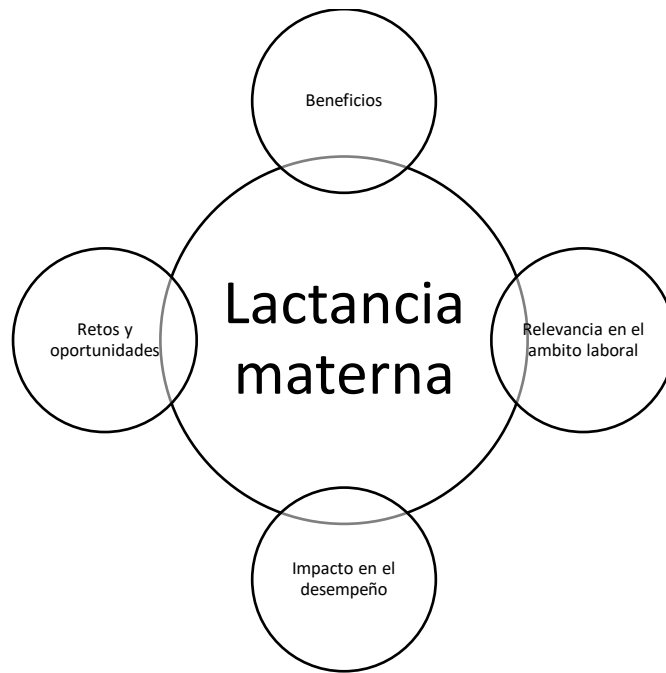 Beneficios
Lactancia
materna
Retos y
oportunidades
Relevancia en el
ambito laboral
Impacto en el
desempeño